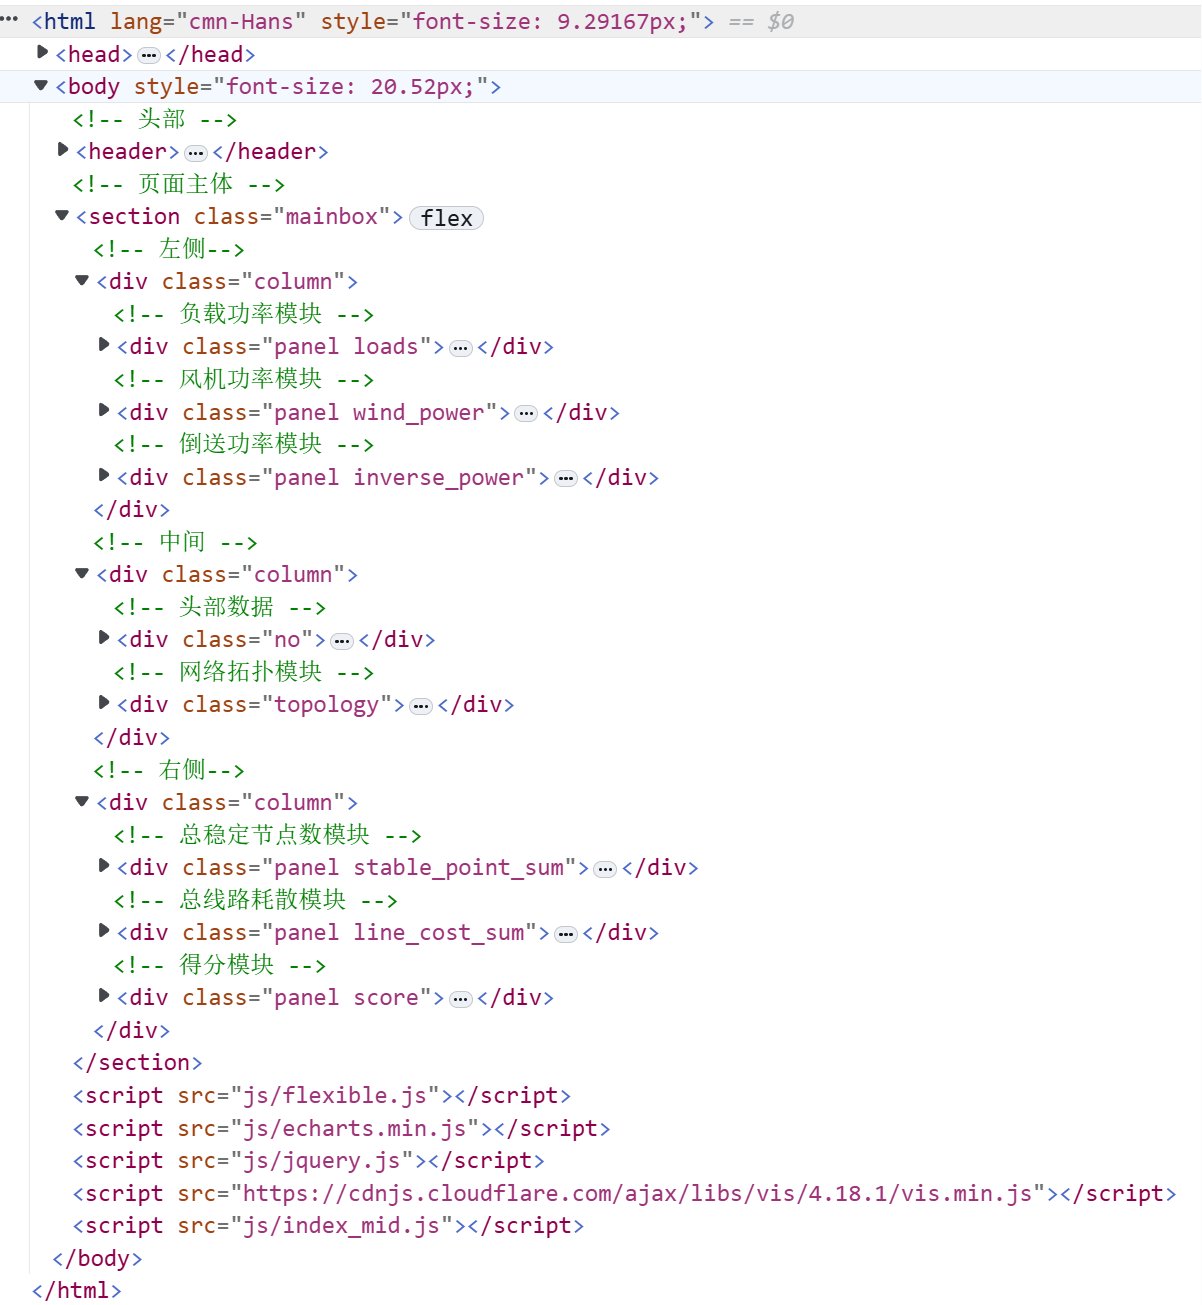 <html lang="cmn-Hans" style="font-size: 9.29167px;"> == $0
<head>…</head>
<body style="font-size: 20.52px;">
<!-- 头部 -->
<header>…</header>
<!-- 页面主体 -->
<section class="mainbox"> flex
<!-- 左侧-->
<div class="column">
<!-- 负载功率模块 -->
<div class="panel loads">…</div>
<!-- 风机功率模块 -->
<div class="panel wind_power">…</div>
<!-- 倒送功率模块 -->
<div class="panel inverse_power">…</div>
</div>
<!-- 中间 -->
<div class="column">
<!-- 头部数据 -->
<div class="no">…</div>
<!-- 网络拓扑模块 -->
<div class="topology">…</div>
</div>
<!-- 右侧-->
<div class="column">
<!-- 总稳定节点数模块 -->
<div class="panel stable_point_sum">…</div>
<!-- 总线路耗散模块 -->
<div class="panel line_cost_sum">…</div>
<!-- 得分模块 -->
<div class="panel score">…</div>
</div>
</section>
<script src="js/flexible.js"></script>
<script src="js/echarts.min.js"></script>
<script src="js/jquery.js"></script>
<script src="https://cdnjs.cloudflare.com/ajax/libs/vis/4.18.1/vis.min.js"></script>
<script src="js/index_mid.js"></script>
</body>
</html>